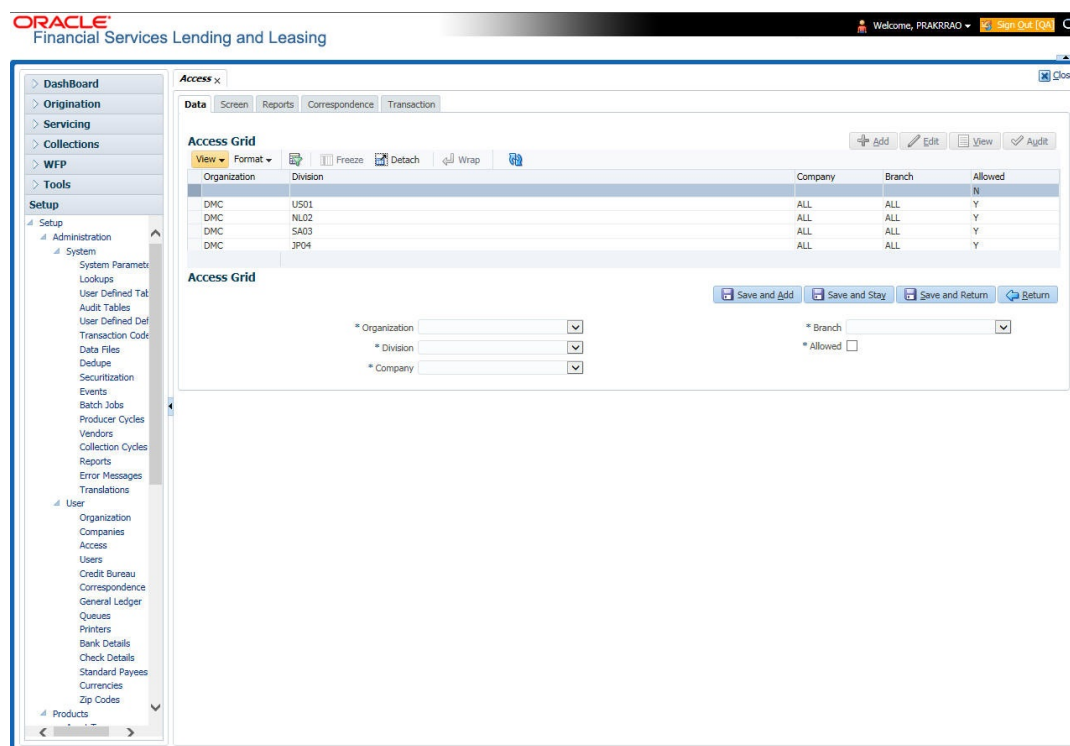 ORACLE
Financial Services Lending and Leasing
Welcome, PRAKRRAO
Sign Out [QA]
DashBoard
Origination
Servicing
Collections
WFP
Tools
Setup
Setup
Administration
System
System Paramete
Lookups
User Defined Tab
Audit Tables
User Defined Def
Transaction Code
Data Files
Dedupe
Securitization
Events
Batch Jobs
Producer Cycles
Vendors
Collection Cycles
Reports
Error Messages
Translations
User
Organization
Companies
Access
Users
Credit Bureau
Correspondence
General Ledger
Queues
Printers
Bank Details
Check Details
Standard Payees
Currencies
Zip Codes
Products
Access x
Clos
Data Screen Reports Correspondence Transaction
Access Grid
Add Edit View Audit
View Format Freeze Detach Wrap
Organization Division Company Branch Allowed
N
DMC US01 ALL ALL Y
DMC NL02 ALL ALL Y
DMC SA03 ALL ALL Y
DMC JP04 ALL ALL Y
Access Grid
Save and Add Save and Stay Save and Return Return
* Organization
* Division
* Company
* Branch
* Allowed